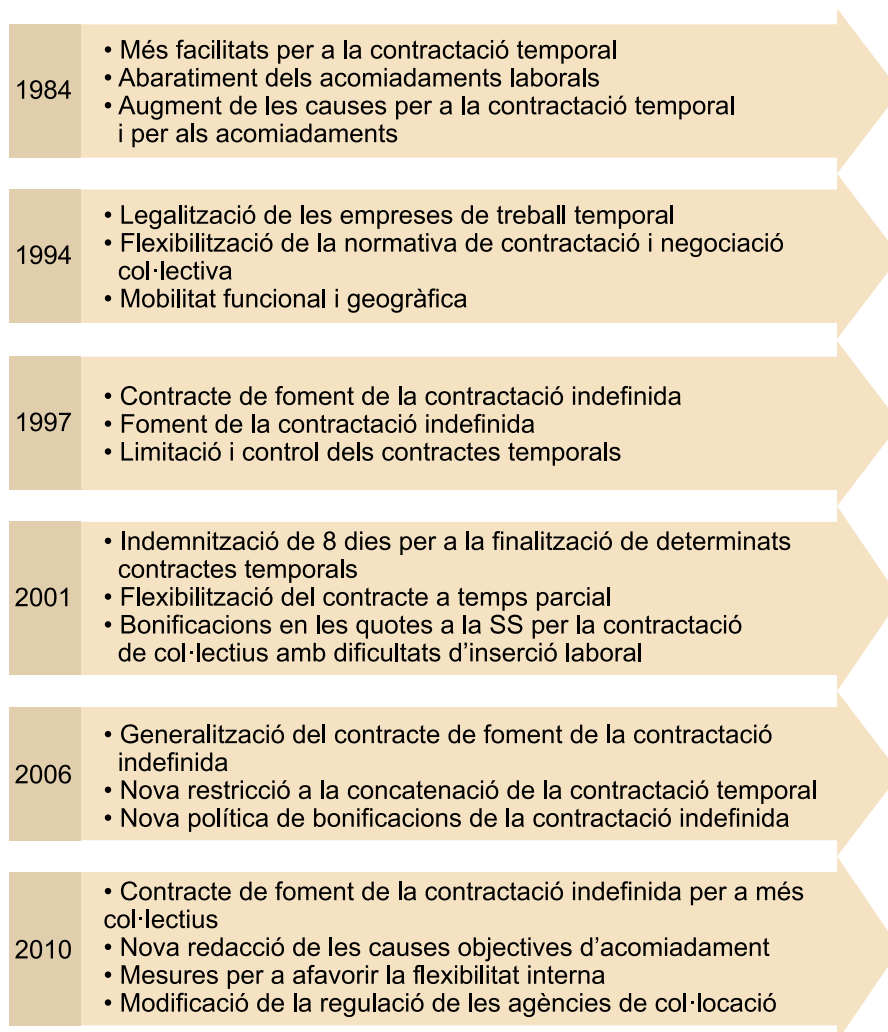 1984
• Més facilitats per a la contractació temporal
• Abaratiment dels acomiadaments laborals
• Augment de les causes per a la contractació temporal
i per als acomiadaments
1994
• Legalització de les empreses de treball temporal
• Flexibilització de la normativa de contractació i negociació
col·lectiva
• Mobilitat funcional i geogràfica
1997
• Contracte de foment de la contractació indefinida
• Foment de la contractació indefinida
• Limitació i control dels contractes temporals
2001
• Indemnització de 8 dies per a la finalització de determinats
contractes temporals
• Flexibilització del contracte a temps parcial
• Bonificacions en les quotes a la SS per la contractació
de col·lectius amb dificultats d’inserció laboral
2006
• Generalització del contracte de foment de la contractació
indefinida
• Nova restricció a la concatenació de la contractació temporal
• Nova política de bonificacions de la contractació indefinida
2010
• Contracte de foment de la contractació indefinida per a més
col·lectius
• Nova redacció de les causes objectives d’acomiadament
• Mesures per a afavorir la flexibilitat interna
• Modificació de la regulació de les agències de col·locació